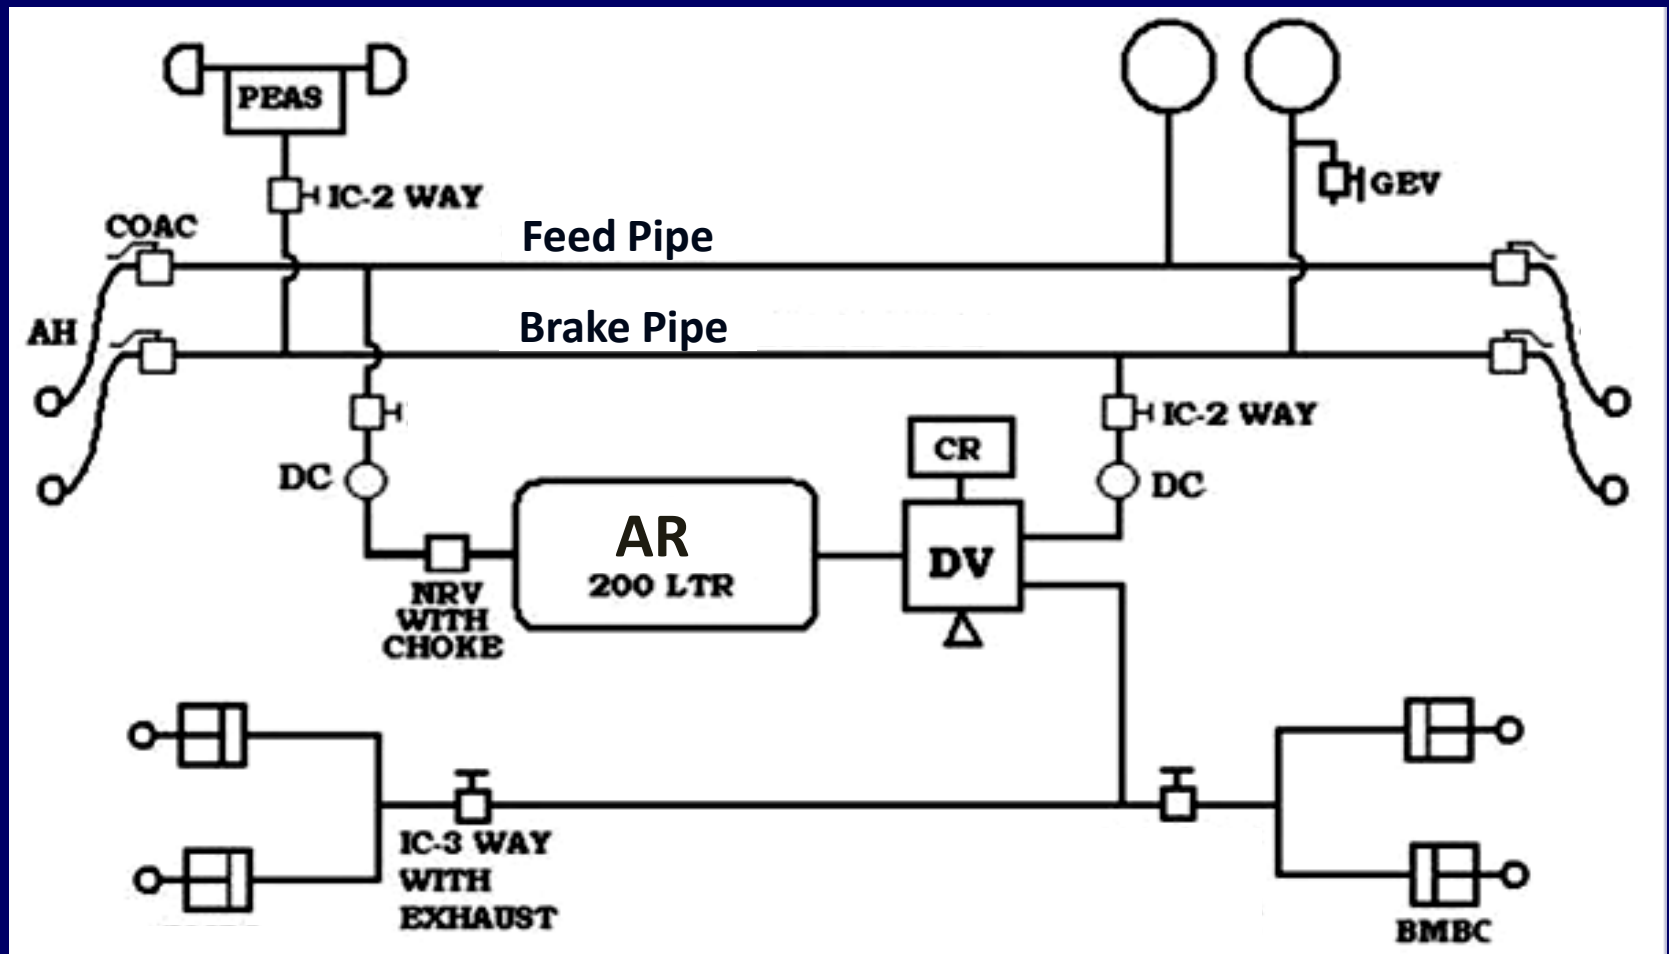 PEAS
IC-2 WAY
GEV
COAC
Feed Pipe
AH
Brake Pipe
IC-2 WAY
CR
DC
DC
AR
200 LTR
DV
NRV
WITH
CHOKE
IC-3 WAY
WITH
EXHAUST
BMBC